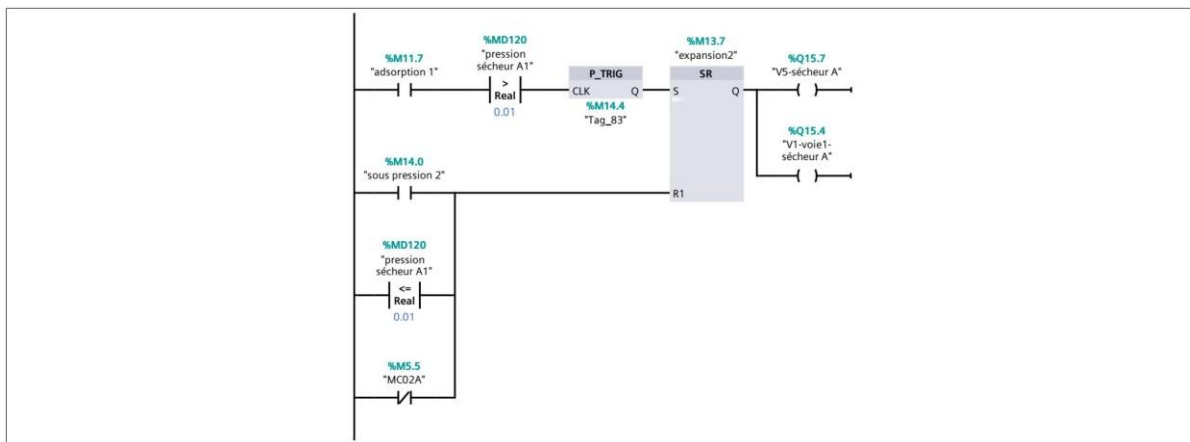 %M11.7
"adsorption 1"
%MD120
"pression
sécheur A1"
>
Real
0.01
P_TRIG
CLK
Q
%M14.4
"Tag_83"
%M13.7
"expansion2"
SR
S
Q
R1
%Q15.7
"V5-sécheur A"
%Q15.4
"V1-voie1-
sécheur A"
%M14.0
"sous pression 2"
%MD120
"pression
sécheur A1"
<=
Real
0.01
%M5.5
"MC02A"